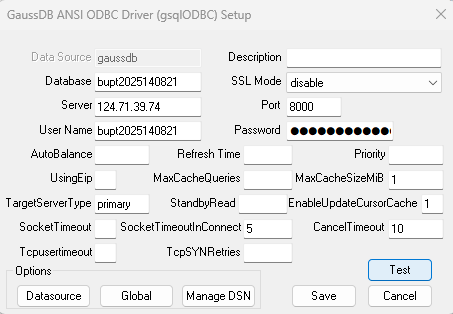 GaussDB ANSI ODBC Driver (gsqlODBC) Setup
Data Source gaussdb Description
Database bupt2025140821 SSL Mode disable
Server 124.71.39.74 Port 8000
User Name bupt2025140821 Password ●●●●●●●●●●●
AutoBalance Refresh Time Priority
UsingEip MaxCacheQueries MaxCacheSizeMiB 1
TargetServerType primary StandbyRead EnableUpdateCursorCache 1
SocketTimeout SocketTimeoutInConnect 5 CancelTimeout 10
Tcpusertimeout TcpSYNRetries
Options Test
Datasource Global Manage DSN Save Cancel